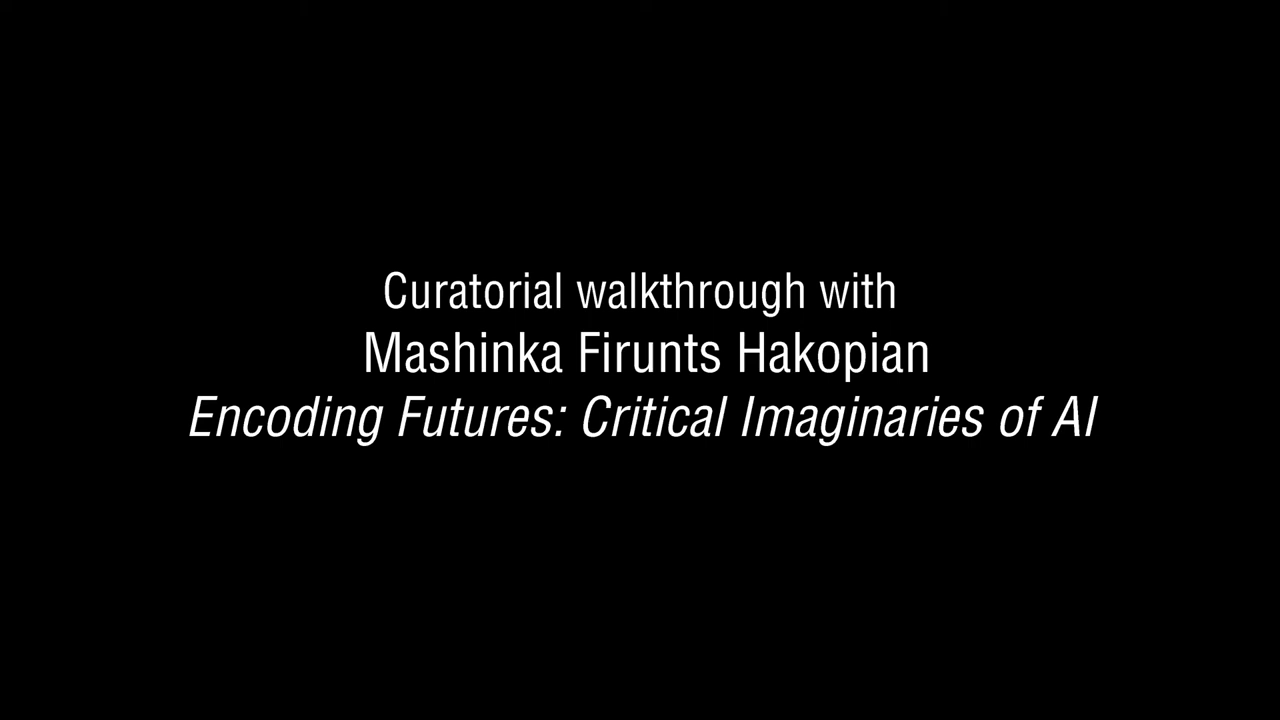 Curatorial walkthrough with
Mashinka Firunts Hakopian
Encoding Futures: Critical Imaginaries of AI